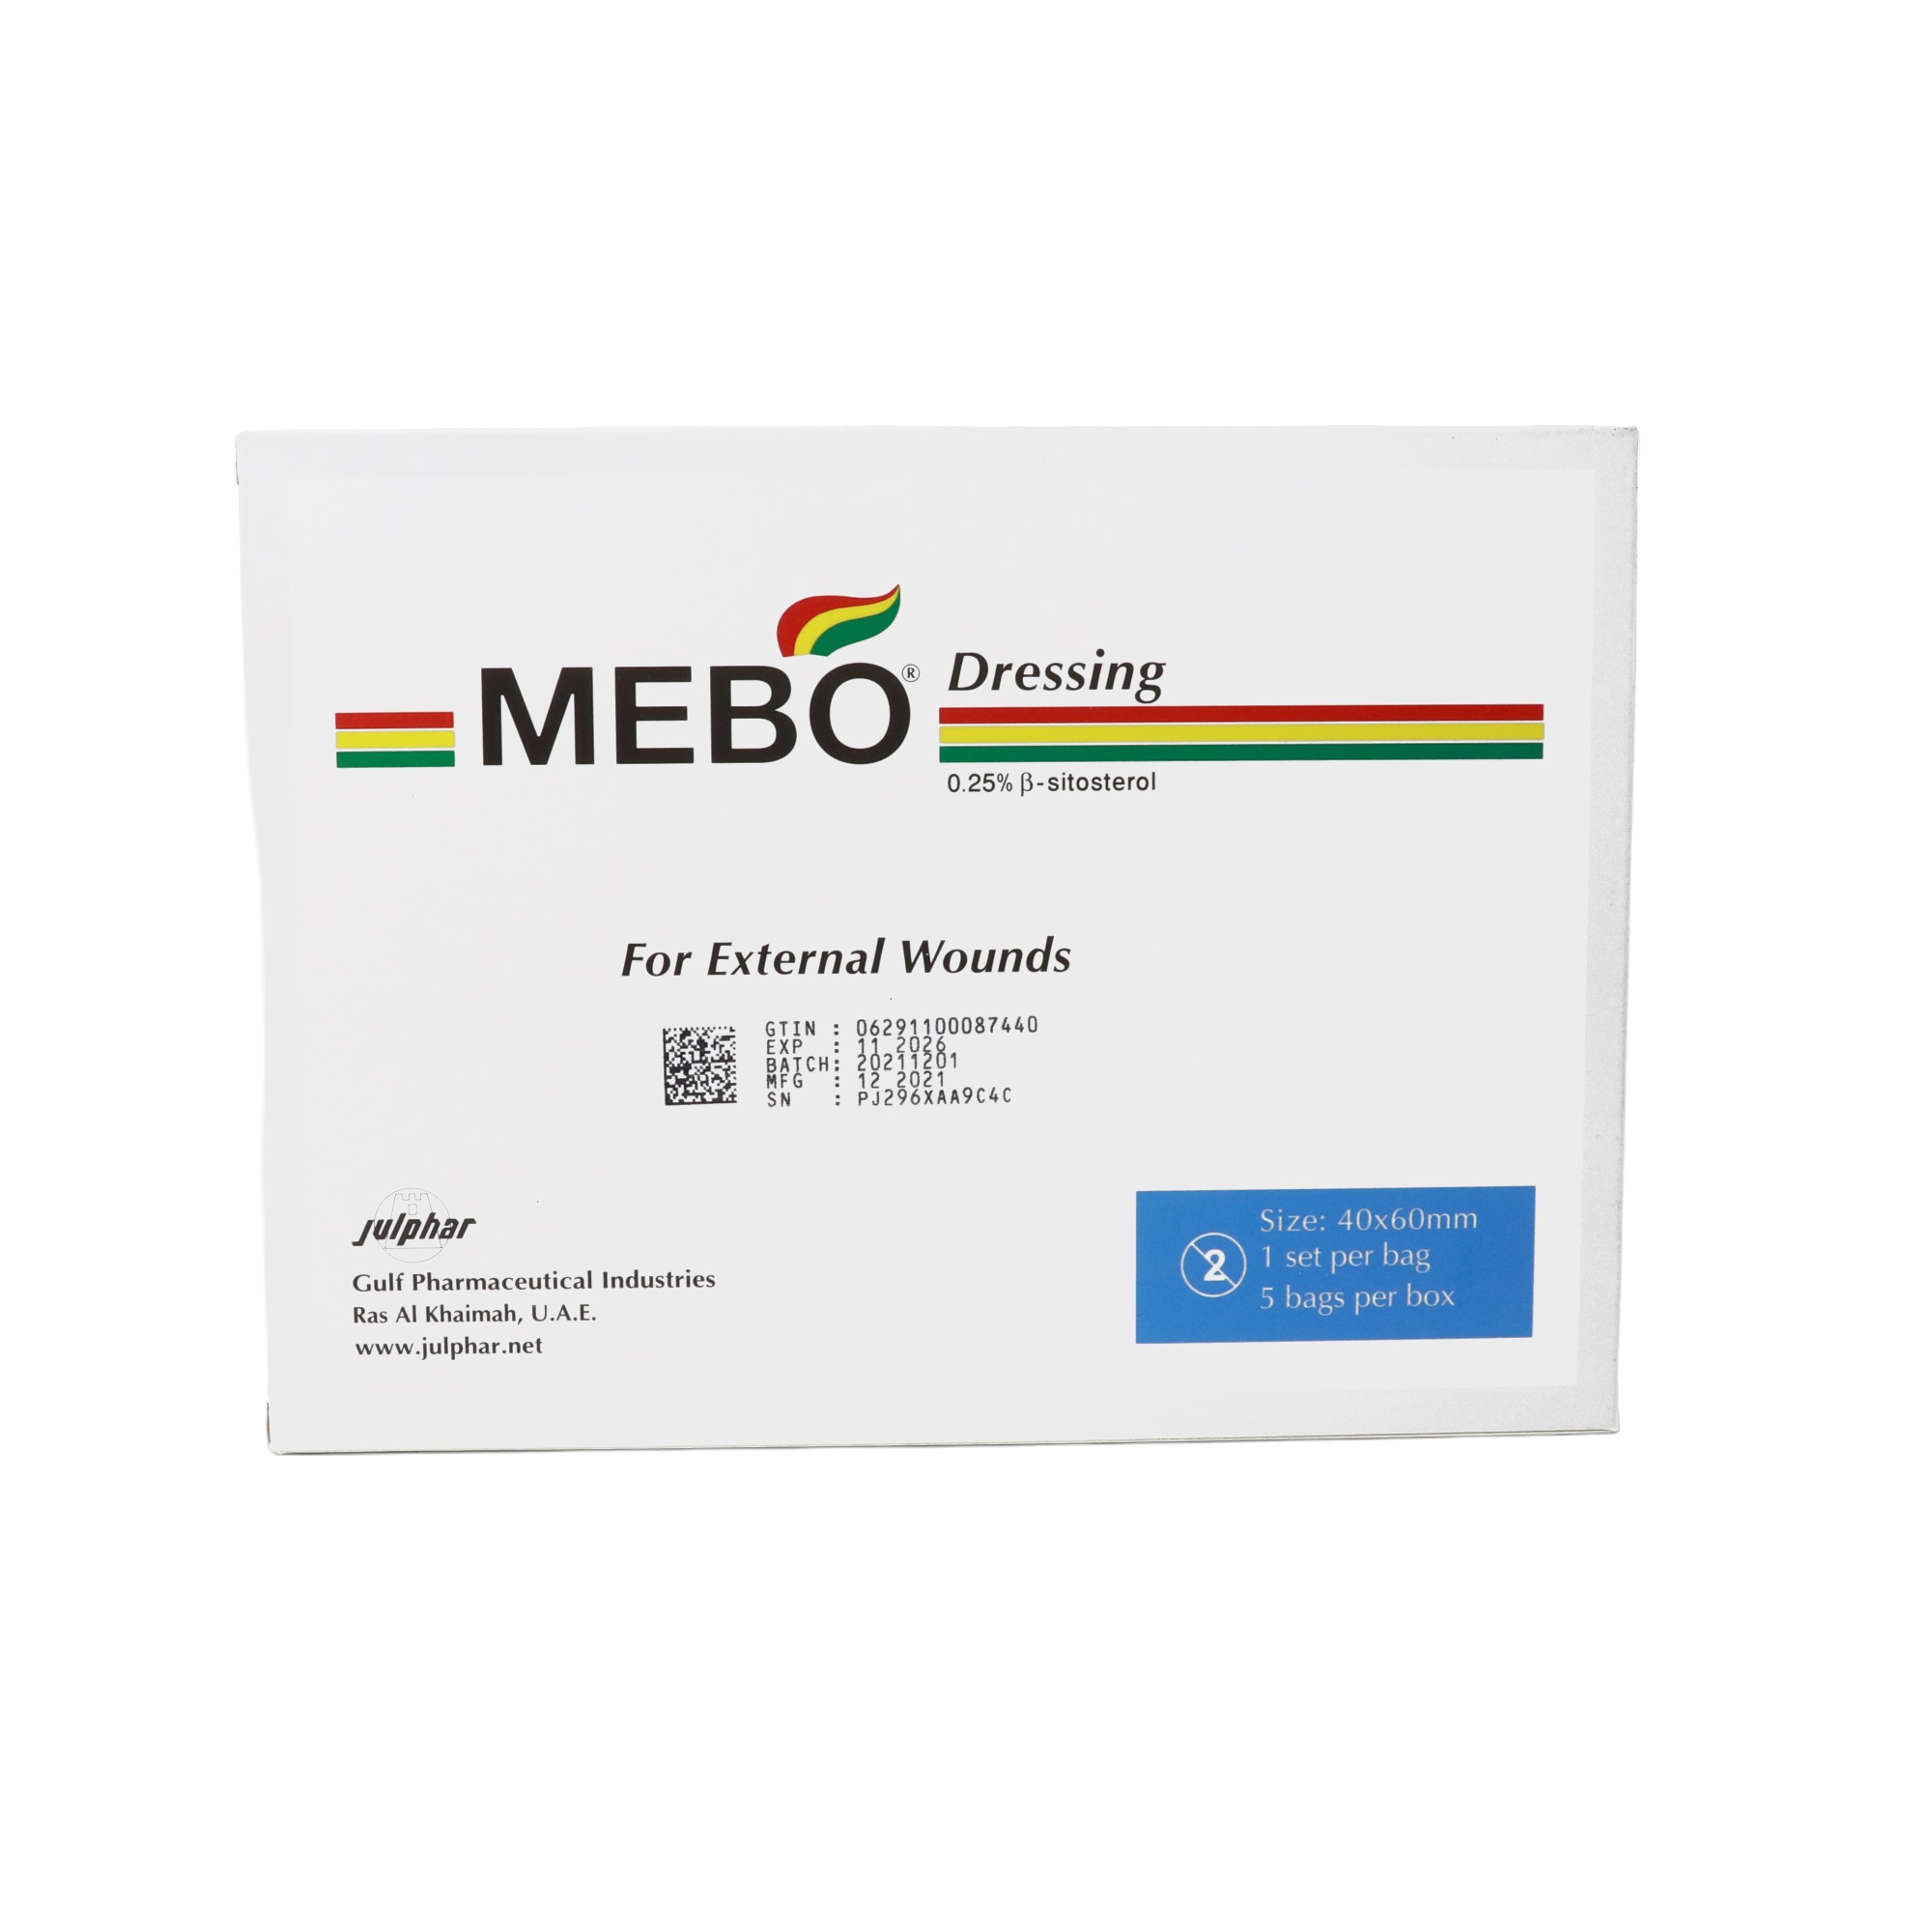 MEBO® Dressing
0.25% β-sitosterol
For External Wounds
GTIN : 06291100087440
EXP : 11 2026
BATCH: 20211201
MFG : 12 2021
SN : PJ296XAA9C4C
julphar
Gulf Pharmaceutical Industries
Ras Al Khaimah, U.A.E.
www.julphar.net
2
Size: 40x60mm
1 set per bag
5 bags per box